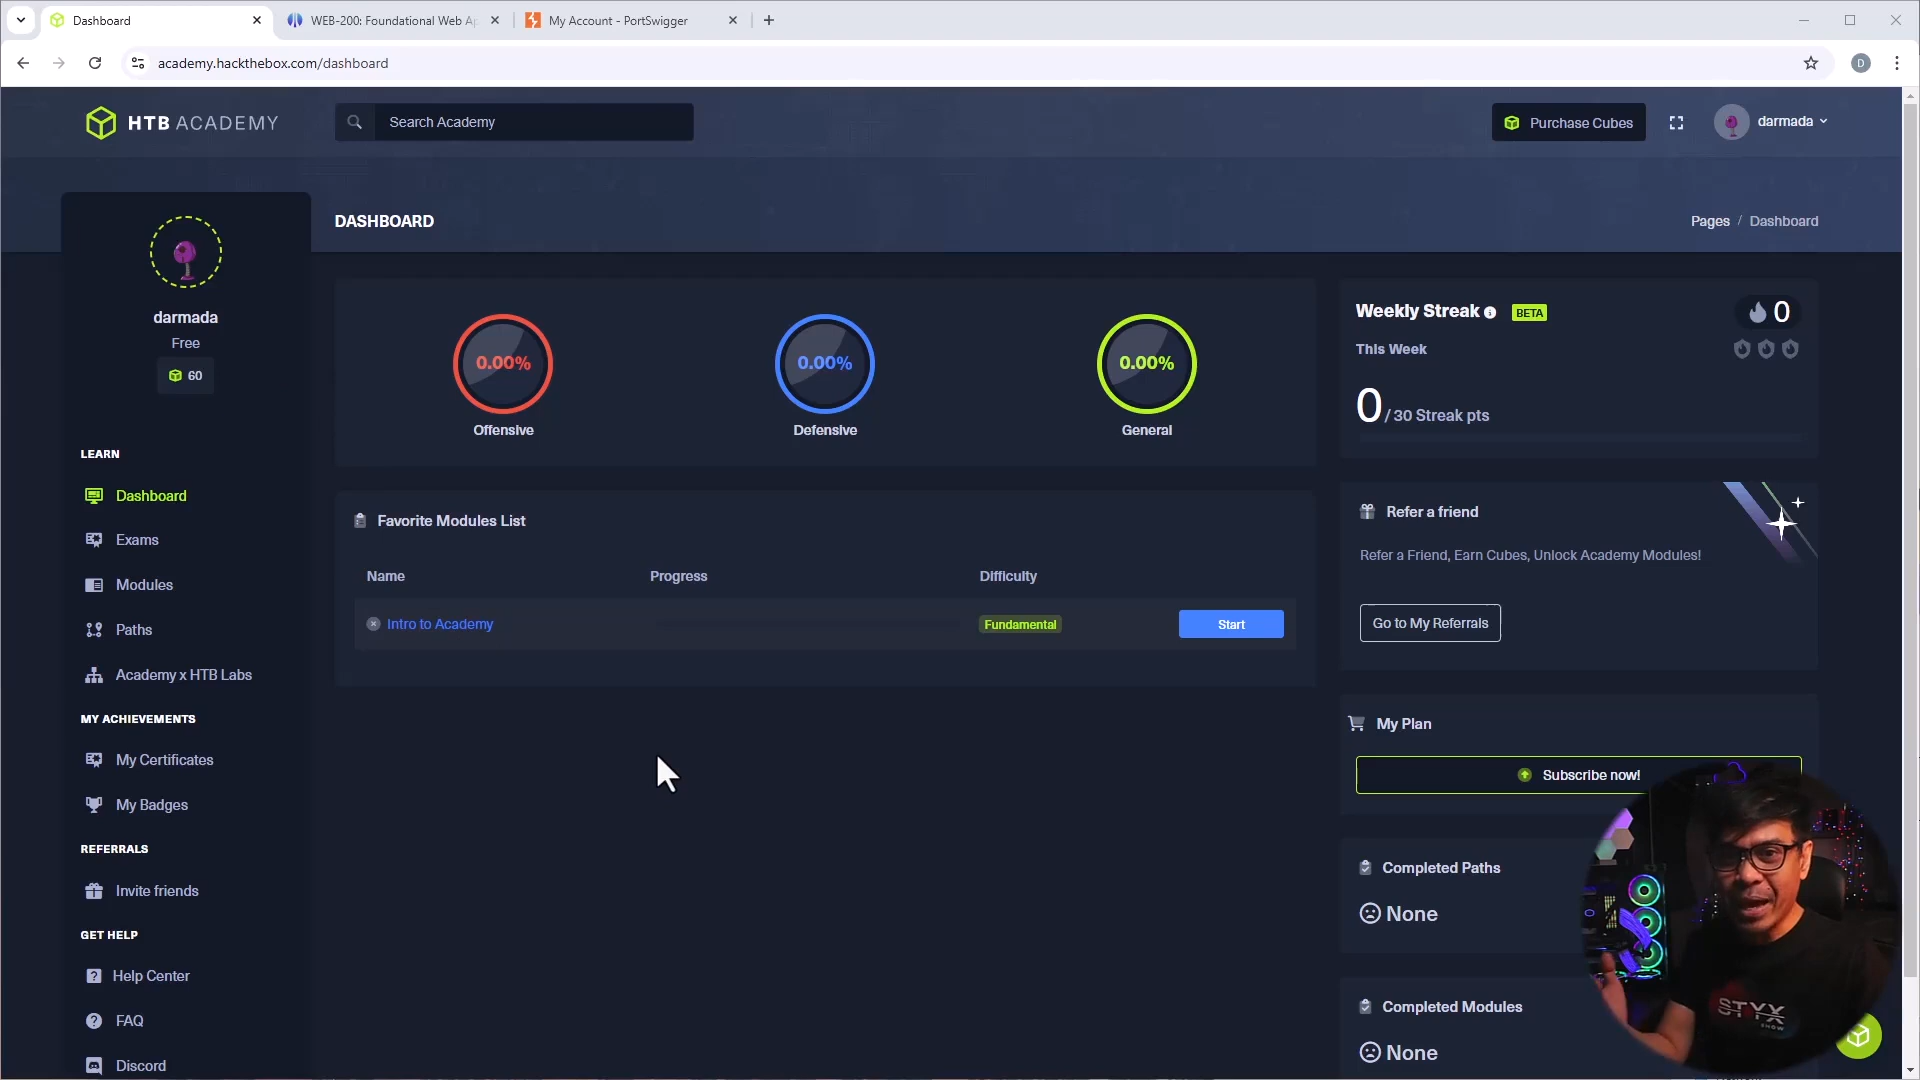 Dashboard
WEB-200: Foundational Web Ap
My Account - PortSwigger
academy.hackthebox.com/dashboard
D
HTB ACADEMY
Search Academy
Purchase Cubes
darmada
DASHBOARD
Pages / Dashboard
darmada
Free
60
LEARN
Dashboard
Exams
Modules
Paths
Academy x HTB Labs
MY ACHIEVEMENTS
My Certificates
My Badges
REFERRALS
Invite friends
GET HELP
Help Center
FAQ
Discord
0.00%
Offensive
0.00%
Defensive
0.00%
General
Favorite Modules List
Name Progress Difficulty
Intro to Academy Fundamental Start
Weekly Streak BETA 0
This Week
0 / 30 Streak pts
Refer a friend
Refer a Friend, Earn Cubes, Unlock Academy Modules!
Go to My Referrals
My Plan
Subscribe now!
Completed Paths
None
Completed Modules
None
STYX
SHOW